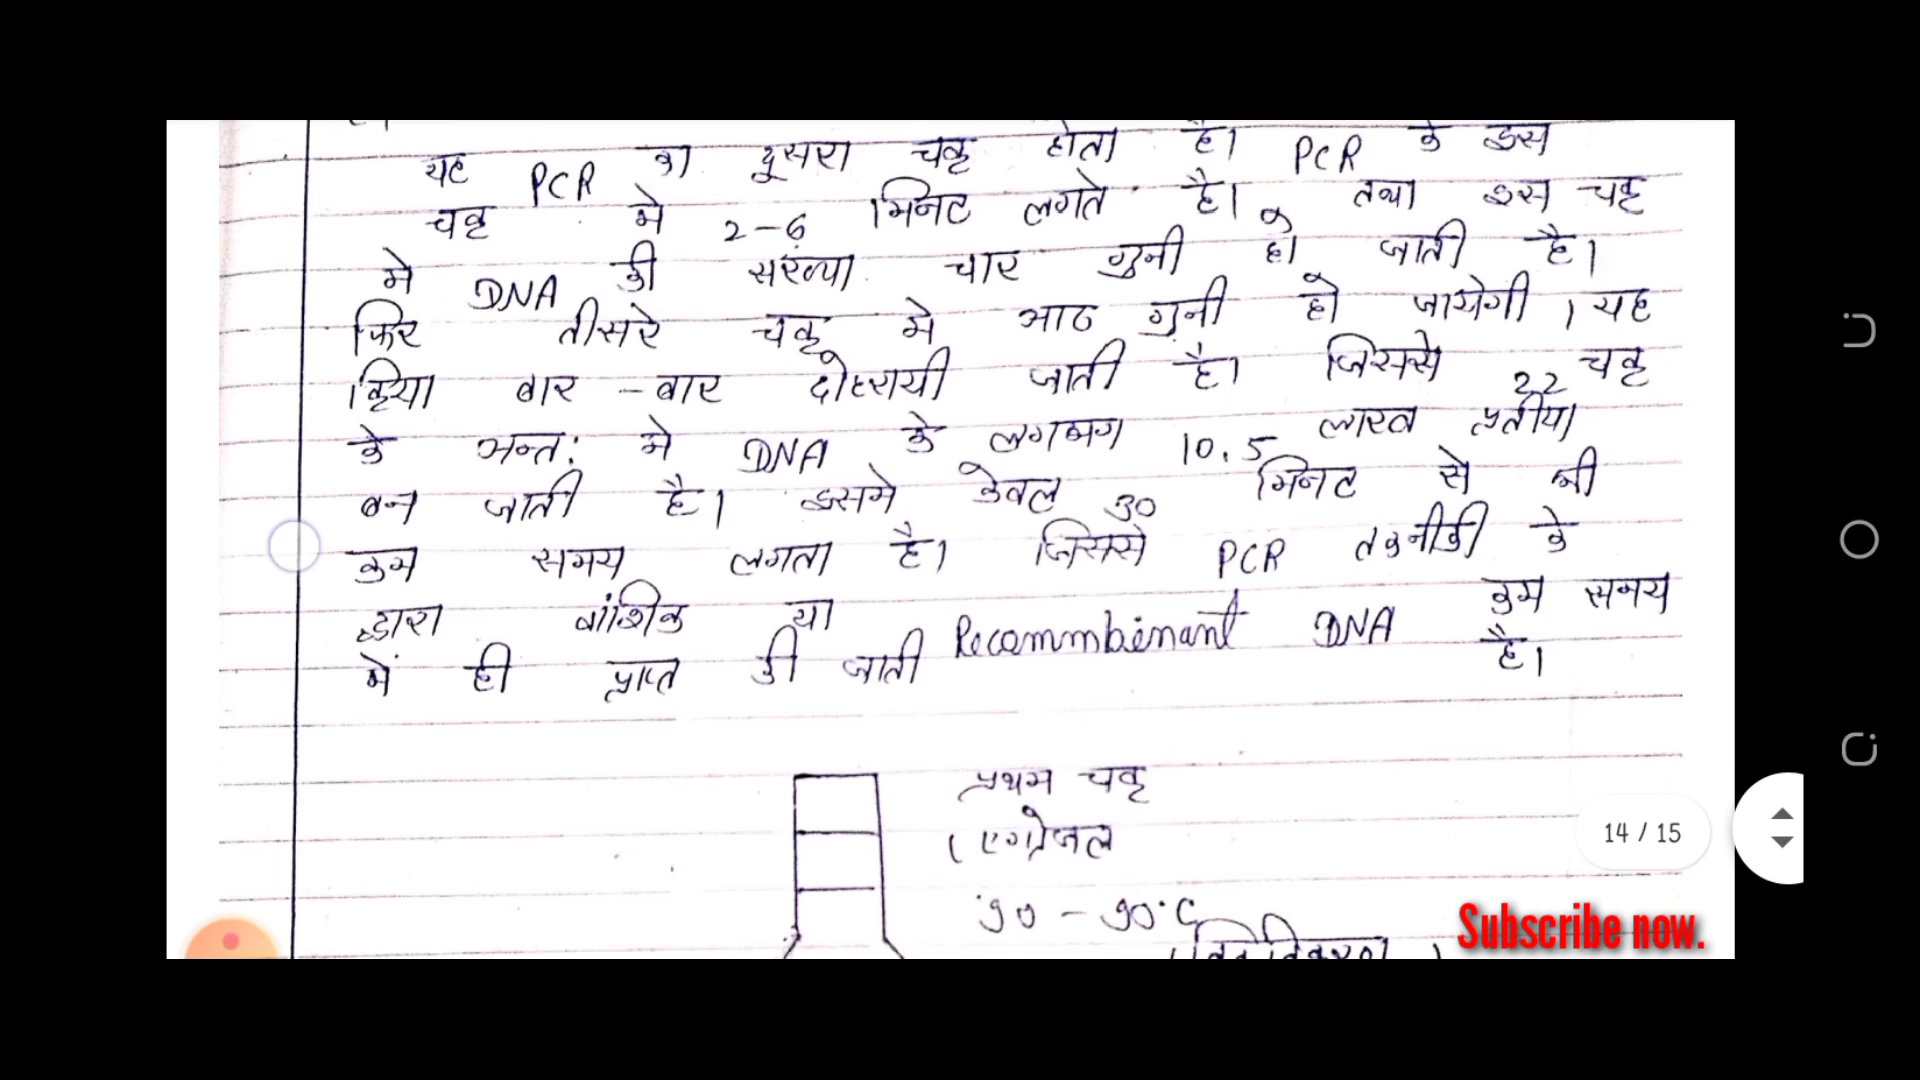 यह PCR का दूसरा चक्र होता है। PCR के इस
चक्र मे 2-6 मिनट लगते है। तथा इस चक्र
मे DNA की संख्या चार गुनी हो जाती है।
फिर तीसरे चक्र मे आठ गुनी हो जायेगी। यह
क्रिया बार-बार दोहरायी जाती है। जिससे 22 चक्र
के अन्त: मे DNA के लगभग 10.5 लाख प्रतीया
बन जाती है। इसमे केवल 30 मिनट से भी
कम समय लगता है। जिससे PCR तकनीकी के
द्वारा वांशिक या Recommbinant DNA कम समय
में ही प्राप्त की जाती है।
प्रथम चक्र
90 - 90°C
14 / 15
Subscribe now.